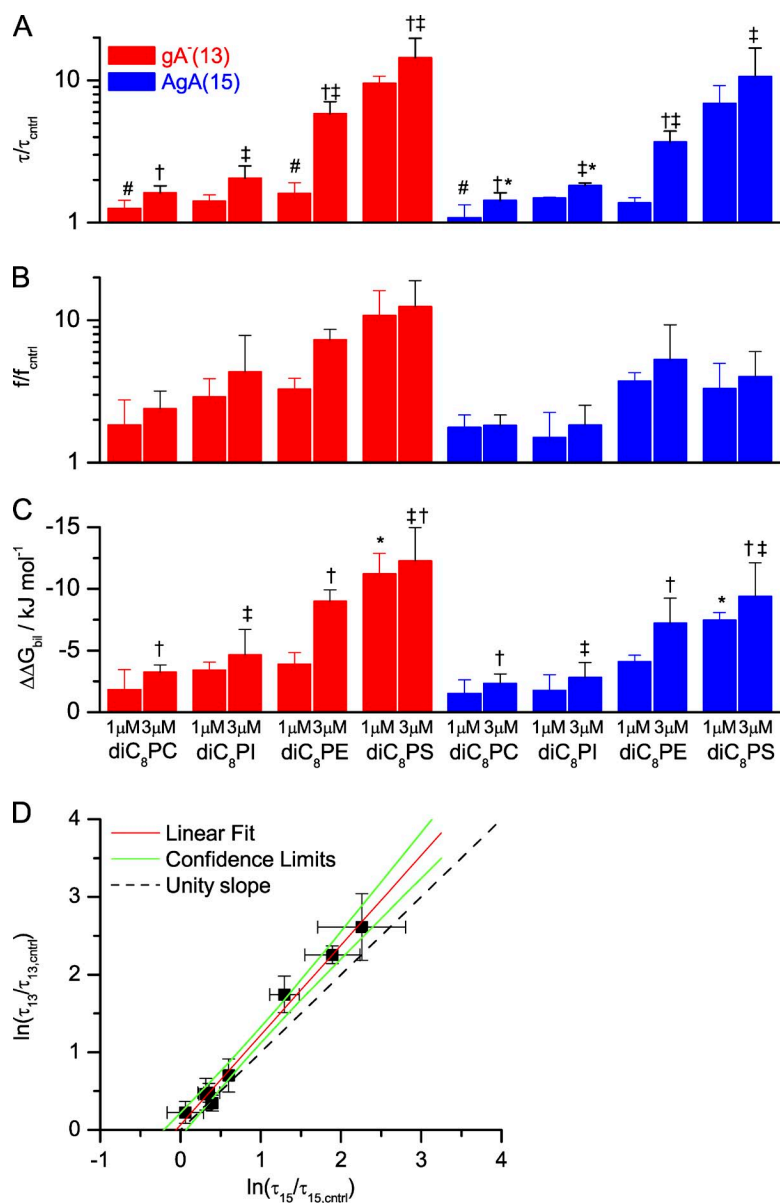 A
gA⁻(13)
AgA(15)
# † ‡ # †‡ †‡ # †* ‡* †‡ ‡
10
1
τ/τcntrl
B
10
1
f/fcntrl
C
† ‡ † * ‡† † ‡ † * †‡
-15
-10
-5
0
ΔΔGbil / kJ mol⁻¹
1μM 3μM 1μM 3μM 1μM 3μM 1μM 3μM 1μM 3μM 1μM 3μM 1μM 3μM 1μM 3μM
diC₈PC diC₈PI diC₈PE diC₈PS diC₈PC diC₈PI diC₈PE diC₈PS
D
Linear Fit
Confidence Limits
Unity slope
4
3
2
1
0
ln(τ₁₃/τ₁₃,cntrl)
-1 0 1 2 3 4
ln(τ₁₅/τ₁₅,cntrl)